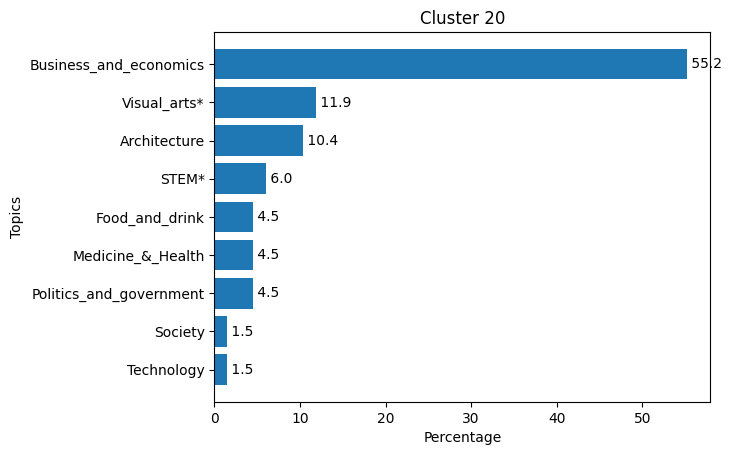 Cluster 20
Topics
Business_and_economics 55.2
Visual_arts* 11.9
Architecture 10.4
STEM* 6.0
Food_and_drink 4.5
Medicine_&_Health 4.5
Politics_and_government 4.5
Society 1.5
Technology 1.5
0 10 20 30 40 50
Percentage